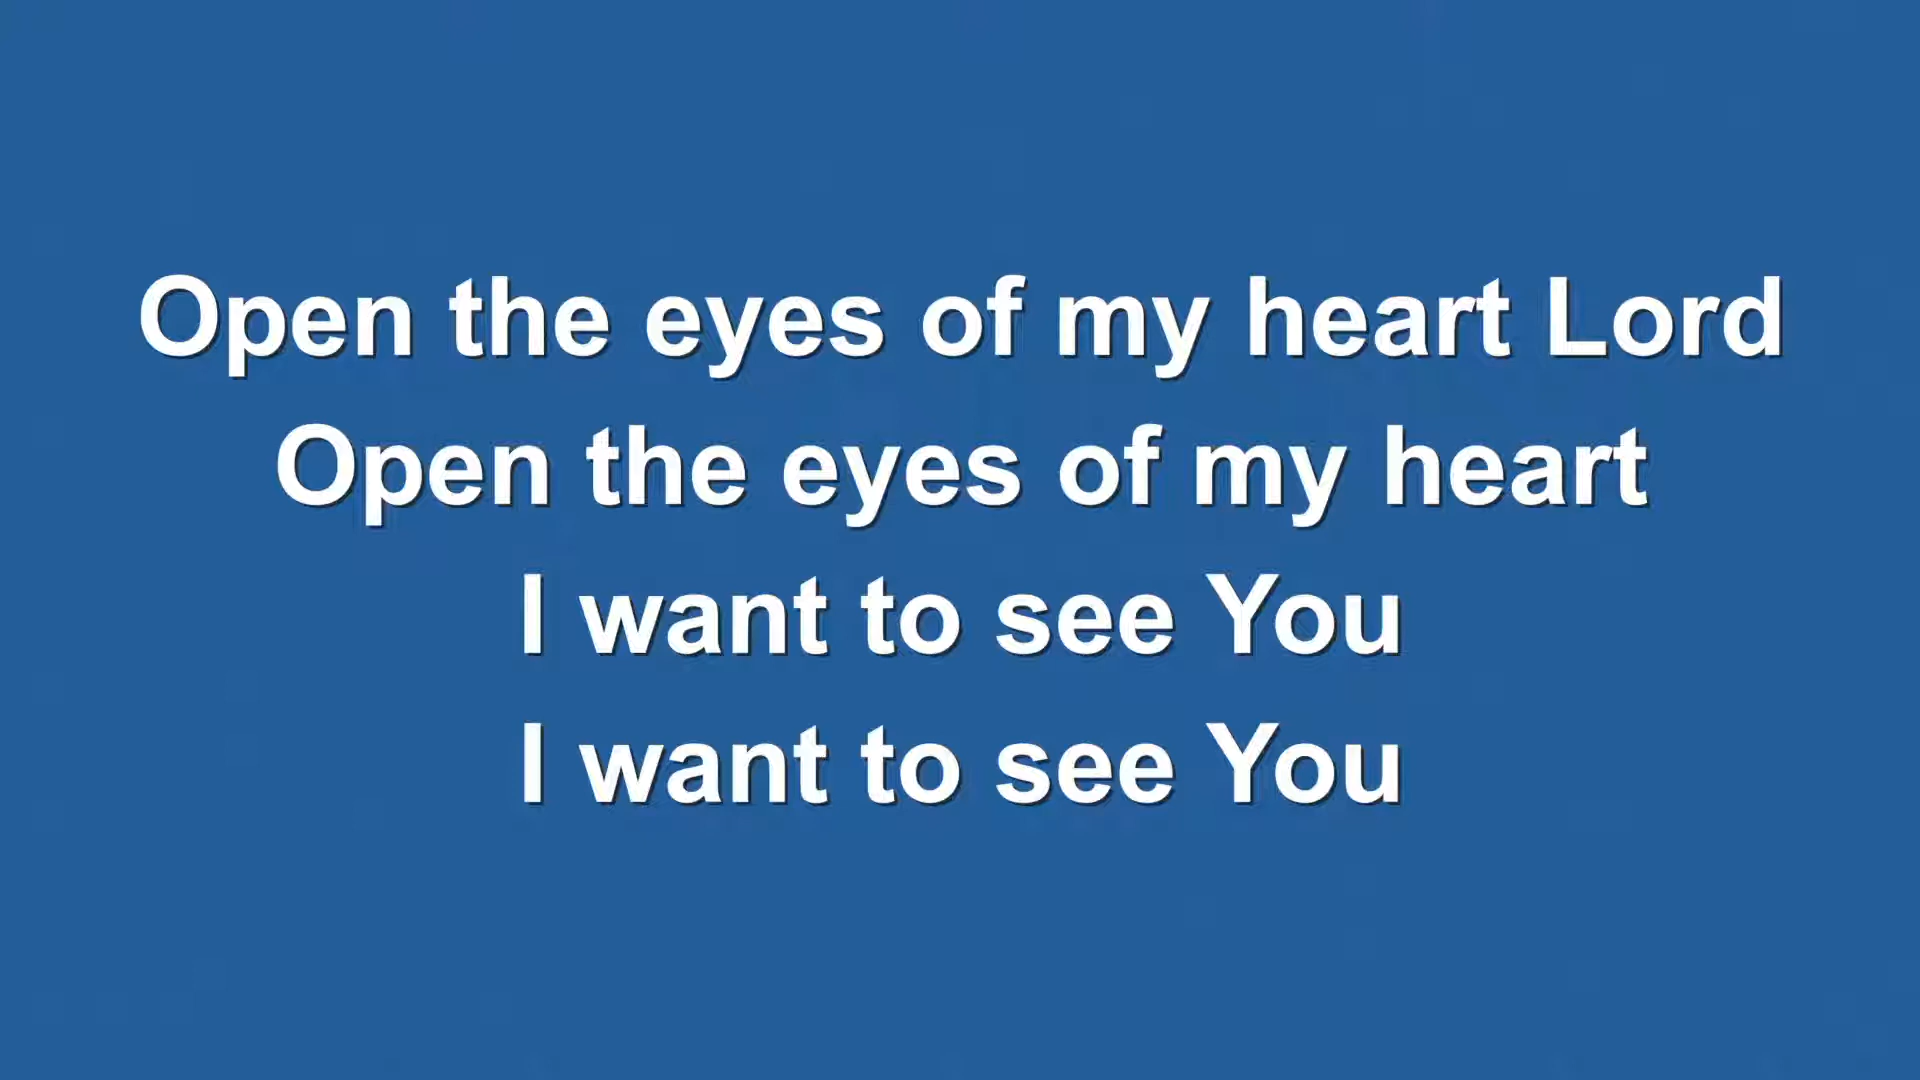 Open the eyes of my heart Lord
Open the eyes of my heart
I want to see You
I want to see You